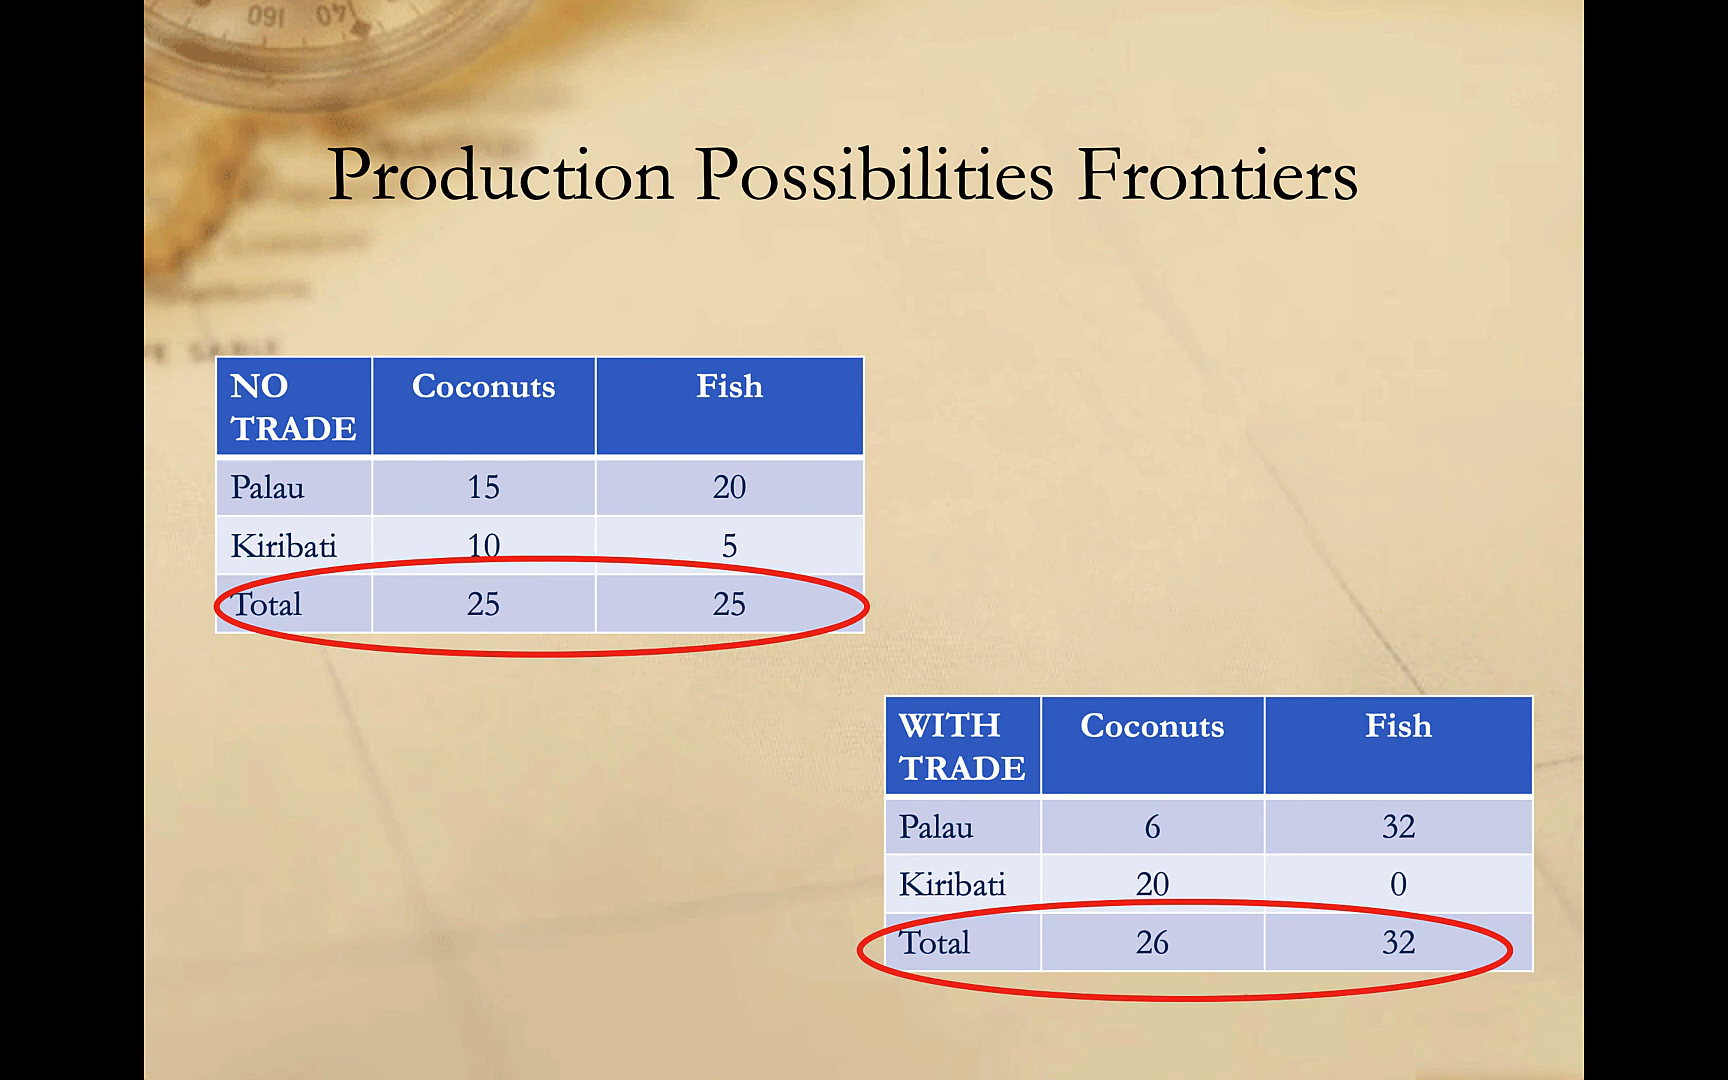 160
Production Possibilities Frontiers
NO TRADE Coconuts Fish
Palau 15 20
Kiribati 10 5
Total 25 25
WITH TRADE Coconuts Fish
Palau 6 32
Kiribati 20 0
Total 26 32